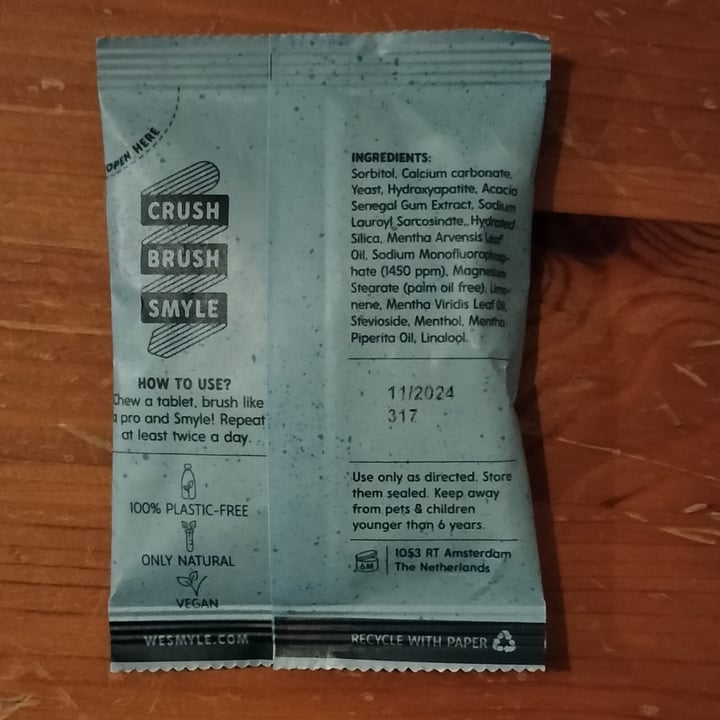 OPEN HERE
CRUSH
BRUSH
SMYLE
HOW TO USE?
Chew a tablet, brush like
a pro and Smyle! Repeat
at least twice a day.
100% PLASTIC-FREE
ONLY NATURAL
VEGAN
WESMYLE.COM
INGREDIENTS:
Sorbitol, Calcium carbonate,
Yeast, Hydroxyapatite, Acacia
Senegal Gum Extract, Sodium
Lauroyl Sarcosinate, Hydrated
Silica, Mentha Arvensis Leaf
Oil, Sodium Monofluorophosp-
hate (1450 ppm), Magnesium
Stearate (palm oil free), Limo-
nene, Mentha Viridis Leaf Oil,
Stevioside, Menthol, Mentha
Piperita Oil, Linalool.
11/2024
317
Use only as directed. Store
them sealed. Keep away
from pets & children
younger than 6 years.
6M
1053 RT Amsterdam
The Netherlands
RECYCLE WITH PAPER